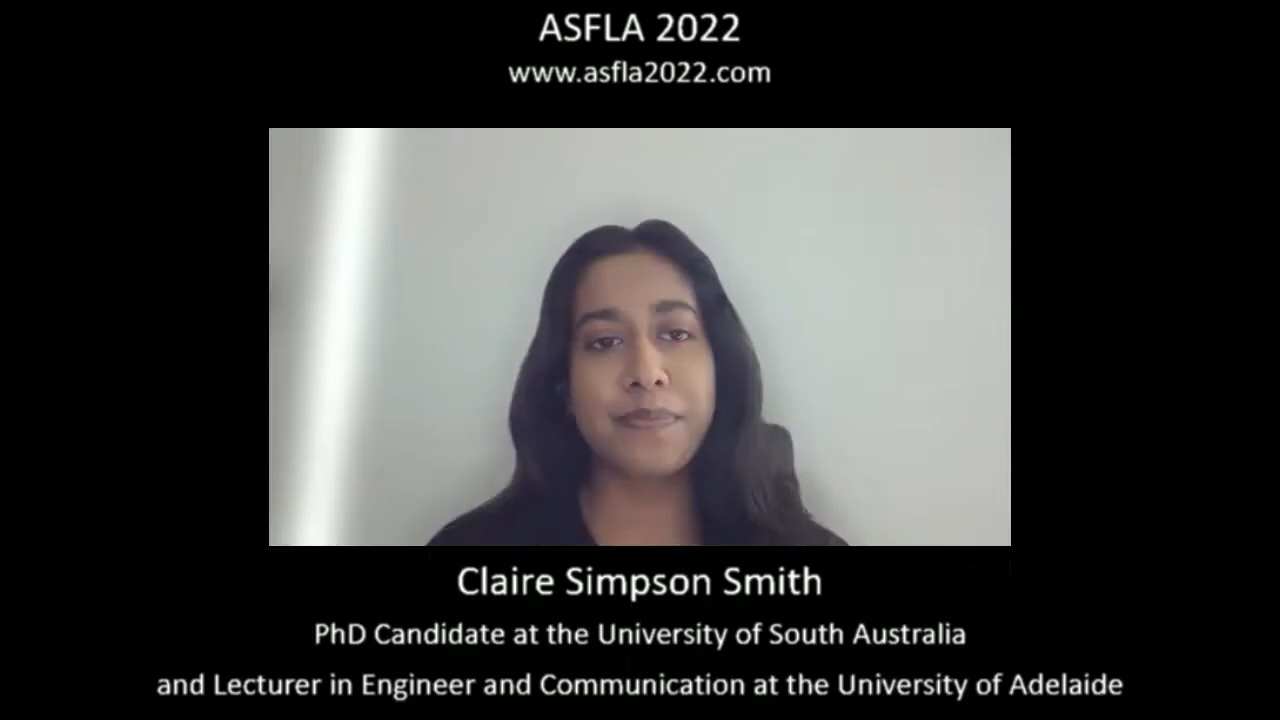 ASFLA 2022
www.asfla2022.com
Claire Simpson Smith
PhD Candidate at the University of South Australia
and Lecturer in Engineer and Communication at the University of Adelaide